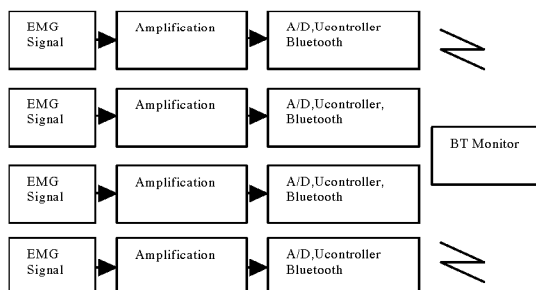 EMG
Signal
Amplification
A/D,Ucontroller
Bluetooth
EMG
Signal
Amplification
A/D,Ucontroller,
Bluetooth
BT Monitor
EMG
Signal
Amplification
A/D,Ucontroller,
Bluetooth
EMG
Signal
Amplification
A/D,Ucontroller
Bluetooth